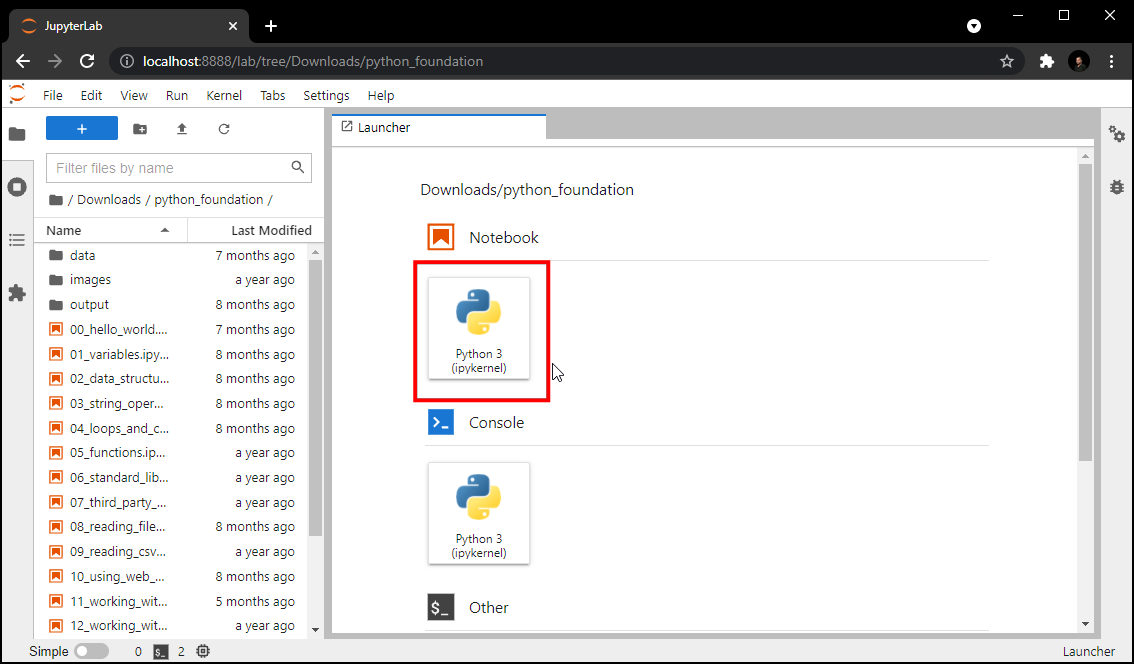 JupyterLab
localhost:8888/lab/tree/Downloads/python_foundation
File Edit View Run Kernel Tabs Settings Help
+
Filter files by name
/ Downloads / python_foundation /
Name Last Modified
data 7 months ago
images a year ago
output 8 months ago
00_hello_world.... 7 months ago
01_variables.ipy... 8 months ago
02_data_structu... 8 months ago
03_string_oper... 8 months ago
04_loops_and_c... 8 months ago
05_functions.ip... a year ago
06_standard_lib... a year ago
07_third_party_... a year ago
08_reading_file... 8 months ago
09_reading_csv... a year ago
10_using_web_... 8 months ago
11_working_wit... 5 months ago
12_working_wit... a year ago
Launcher
Downloads/python_foundation
Notebook
Python 3
(ipykernel)
>_ Console
Python 3
(ipykernel)
$_ Other
Simple 0 $_ 2 Launcher